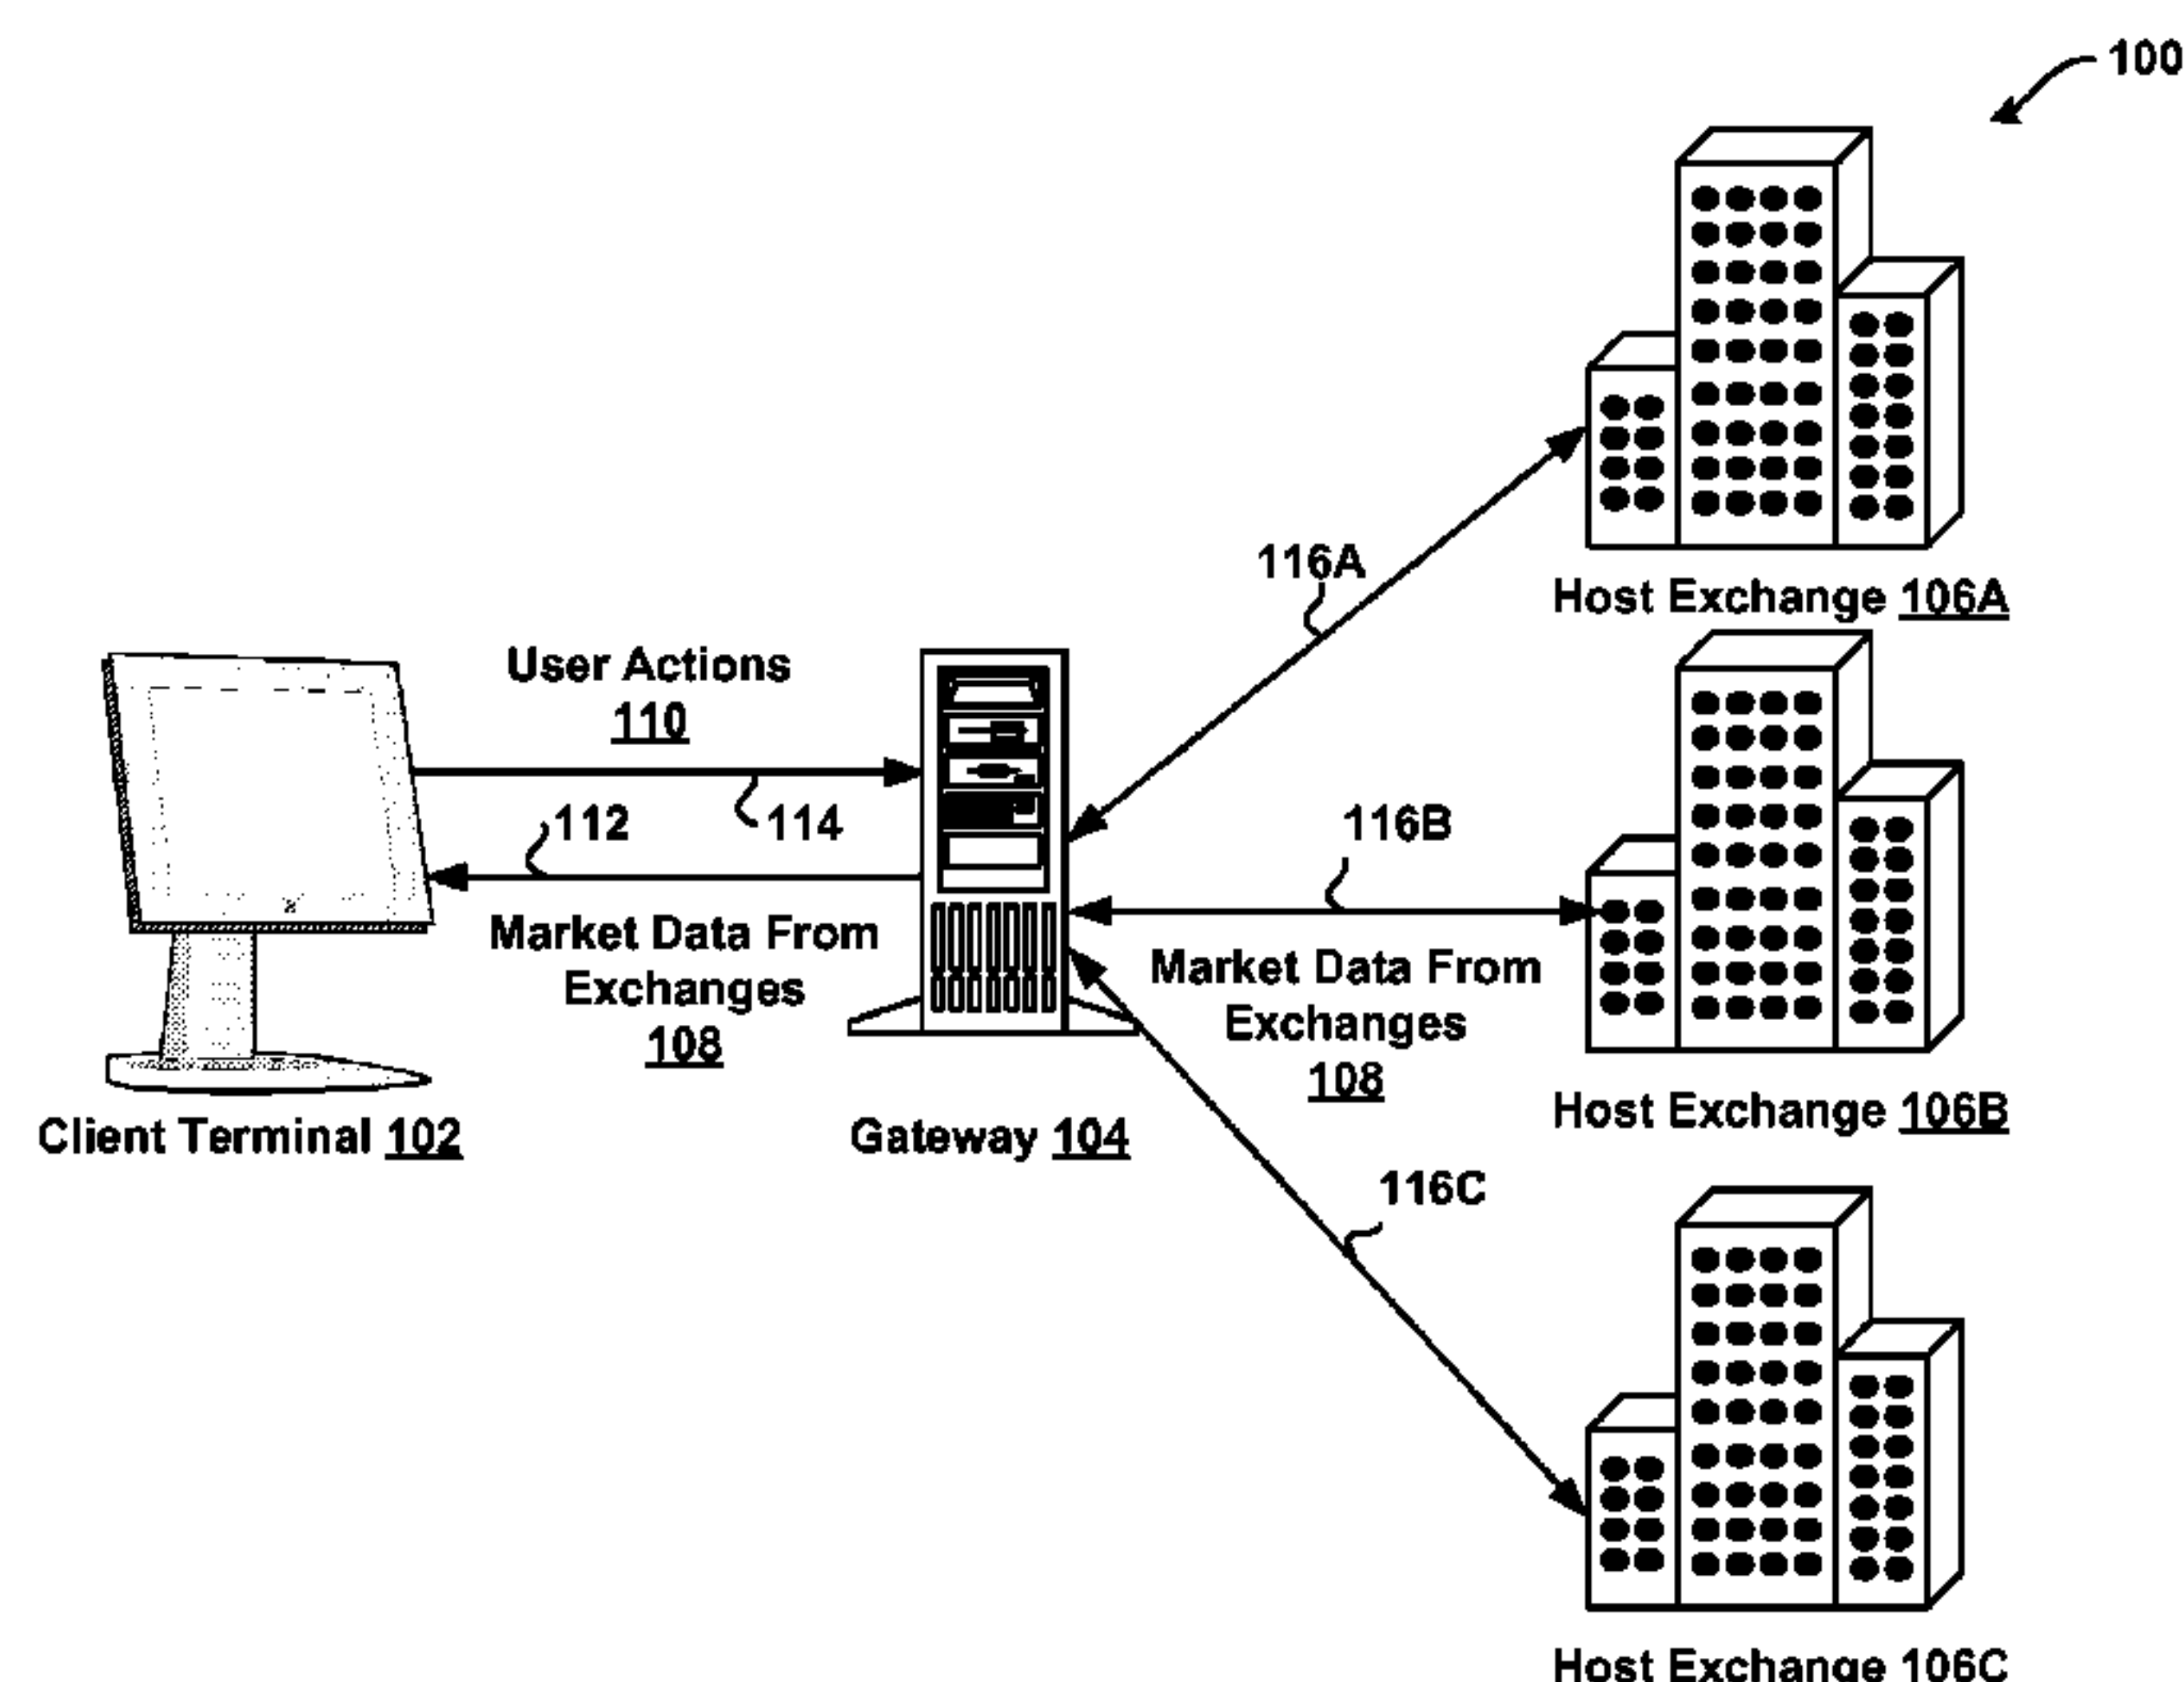 100
Host Exchange 106A
116A
User Actions
110
114
112
Market Data From
Exchanges
108
Client Terminal 102
Gateway 104
116B
Market Data From
Exchanges
108
Host Exchange 106B
116C
Host Exchange 106C